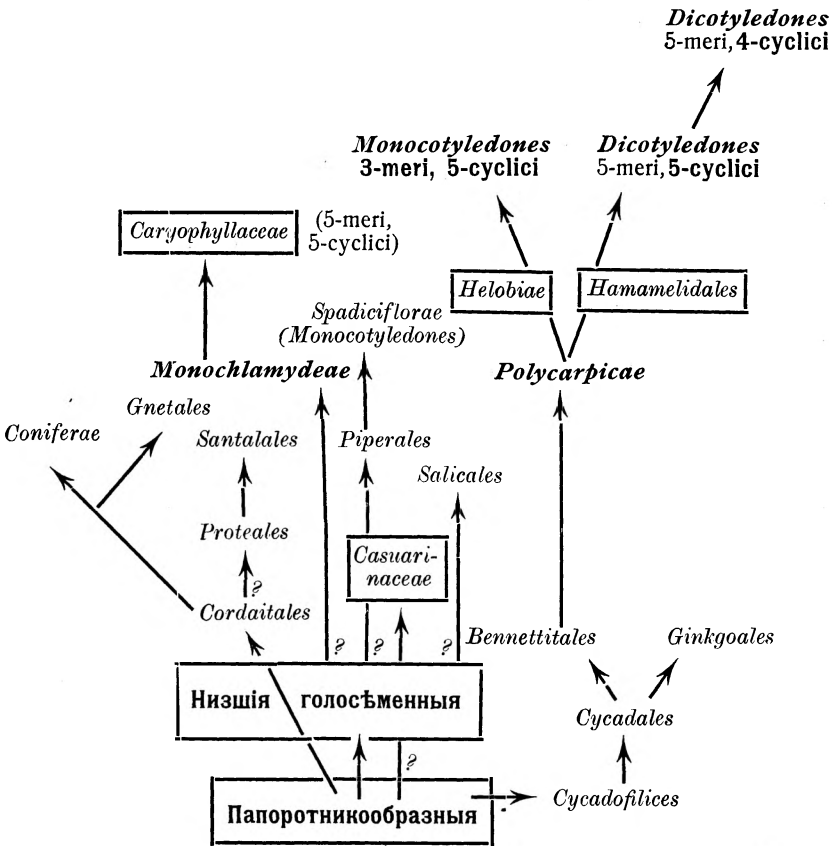 Dicotyledones
5-meri, 4-cyclici
Monocotyledones
3-meri, 5-cyclici
Dicotyledones
5-meri, 5-cyclici
Caryophyllaceae
(5-meri,
5-cyclici)
Helobiae
Hamamelidales
Spadiciflorae
(Monocotyledones)
Monochlamydeae
Polycarpicae
Gnetales
Coniferae
Santalales
Piperales
Salicales
Proteales
Casuari-
naceae
?
Cordaitales
Bennettitales
Ginkgoales
? ? ?
Низшія голосѣменныя
Cycadales
?
Папоротникообразныя
Cycadofilices